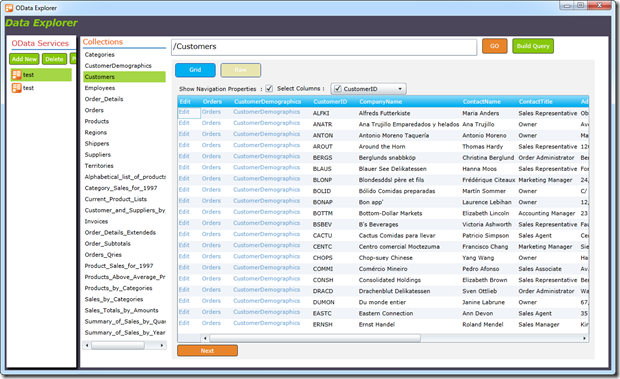 OData Explorer
Data Explorer
OData Services
Add New Delete
test
test
Collections
Categories
CustomerDemographics
Customers
Employees
Order_Details
Orders
Products
Regions
Shippers
Suppliers
Territories
Alphabetical_list_of_products
Category_Sales_for_1997
Current_Product_Lists
Customer_and_Suppliers_by
Invoices
Order_Details_Extendeds
Order_Subtotals
Orders_Qries
Product_Sales_for_1997
Products_Above_Average_Pr
Products_by_Categories
Sales_by_Categories
Sales_Totals_by_Amounts
Summary_of_Sales_by_Quar
Summary_of_Sales_by_Year
/Customers GO Build Query
Grid
Show Navigation Properties : Select Columns : CustomerID
Edit Orders CustomerDemographics CustomerID CompanyName ContactName ContactTitle Ad
Edit Orders CustomerDemographics ALFKI Alfreds Futterkiste Maria Anders Sales Representative Ob
Edit Orders CustomerDemographics ANATR Ana Trujillo Emparedados y helados Ana Trujillo Owner Av
Edit Orders CustomerDemographics ANTON Antonio Moreno Taquería Antonio Moreno Owner Ma
Edit Orders CustomerDemographics AROUT Around the Horn Thomas Hardy Sales Representative 120
Edit Orders CustomerDemographics BERGS Berglunds snabbköp Christina Berglund Order Administrator Be
Edit Orders CustomerDemographics BLAUS Blauer See Delikatessen Hanna Moos Sales Representative Fo
Edit Orders CustomerDemographics BLONP Blondesddsl père et fils Frédérique Citeaux Marketing Manager 24,
Edit Orders CustomerDemographics BOLID Bólido Comidas preparadas Martín Sommer Owner C/
Edit Orders CustomerDemographics BONAP Bon app' Laurence Lebihan Owner 12,
Edit Orders CustomerDemographics BOTTM Bottom-Dollar Markets Elizabeth Lincoln Accounting Manager 23
Edit Orders CustomerDemographics BSBEV B's Beverages Victoria Ashworth Sales Representative Fau
Edit Orders CustomerDemographics CACTU Cactus Comidas para llevar Patricio Simpson Sales Agent Ce
Edit Orders CustomerDemographics CENTC Centro comercial Moctezuma Francisco Chang Marketing Manager Sie
Edit Orders CustomerDemographics CHOPS Chop-suey Chinese Yang Wang Owner Ha
Edit Orders CustomerDemographics COMMI Comércio Mineiro Pedro Afonso Sales Associate Av.
Edit Orders CustomerDemographics CONSH Consolidated Holdings Elizabeth Brown Sales Representative Be
Edit Orders CustomerDemographics DRACD Drachenblut Delikatessen Sven Ottlieb Order Administrator Wa
Edit Orders CustomerDemographics DUMON Du monde entier Janine Labrune Owner 67,
Edit Orders CustomerDemographics EASTC Eastern Connection Ann Devon Sales Agent 35
Edit Orders CustomerDemographics ERNSH Ernst Handel Roland Mendel Sales Manager Kir
Next